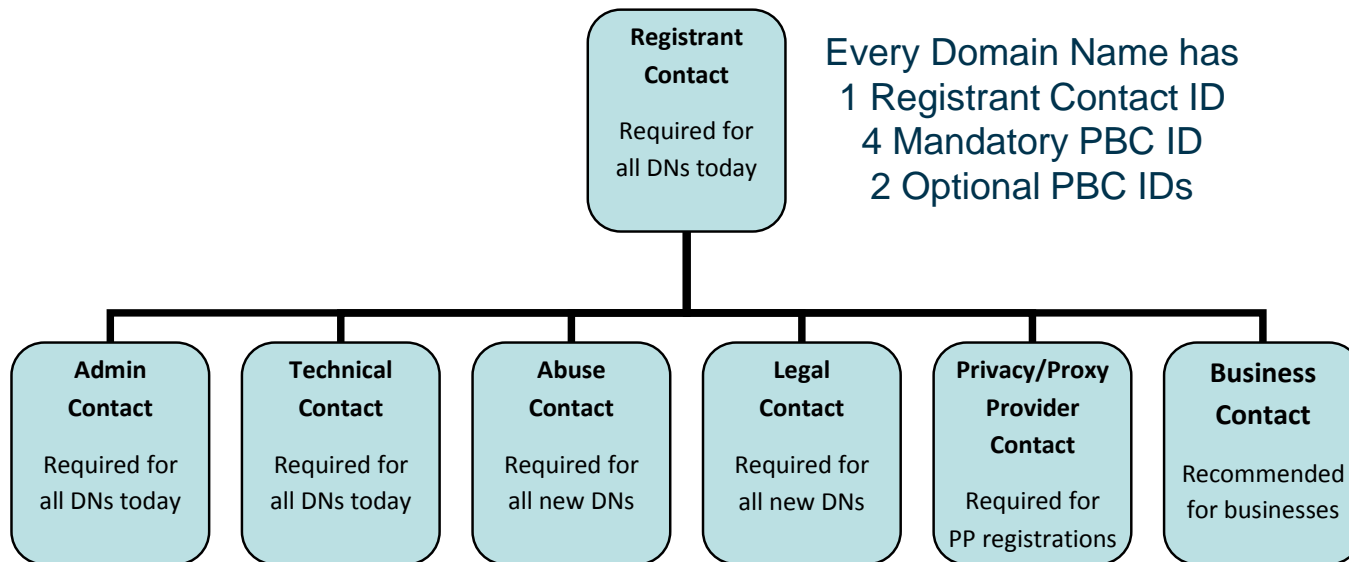 Registrant
Contact
Required for
all DNs today
Every Domain Name has
1 Registrant Contact ID
4 Mandatory PBC ID
2 Optional PBC IDs
Admin
Contact
Required for
all DNs today
Technical
Contact
Required for
all DNs today
Abuse
Contact
Required for
all new DNs
Legal
Contact
Required for
all new DNs
Privacy/Proxy
Provider
Contact
Required for
PP registrations
Business
Contact
Recommended
for businesses